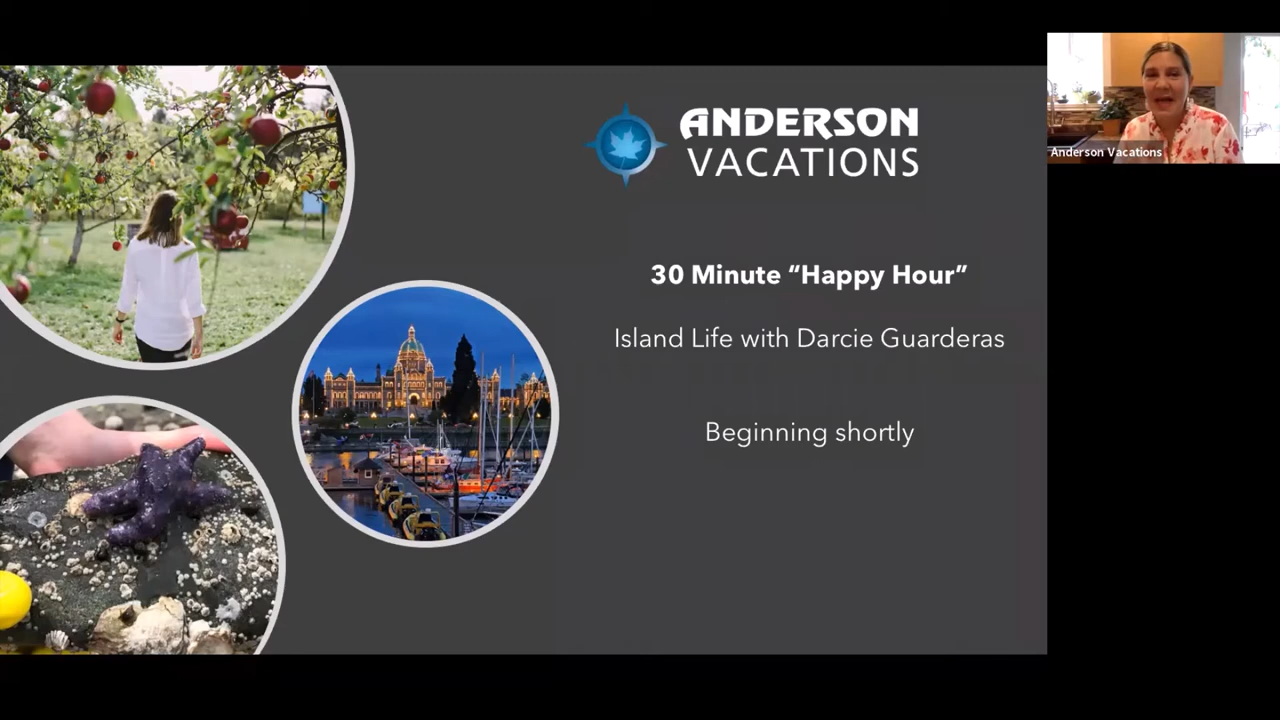 ANDERSON
VACATIONS
Anderson Vacations
30 Minute “Happy Hour”
Island Life with Darcie Guarderas
Beginning shortly